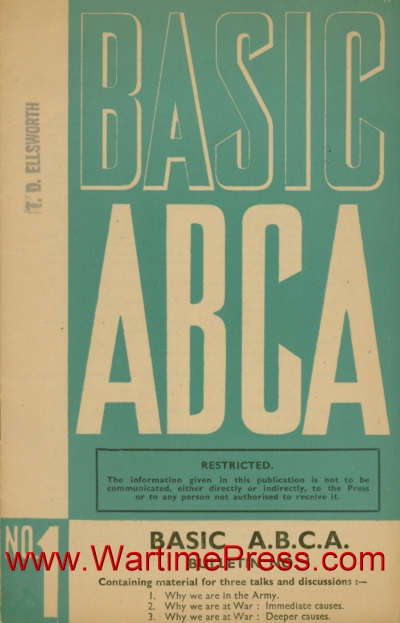 BASIC
ABCA
T. D. ELLSWORTH
RESTRICTED.
The information given in this publication is not to be
communicated, either directly or indirectly, to the Press
or to any person not authorised to receive it.
NO 1
BASIC A.B.C.A.
www.WartimePress.com
BULLETIN
Containing material for three talks and discussions :—
1. Why we are in the Army.
2. Why we are at War : Immediate causes.
3. Why we are at War : Deeper causes.